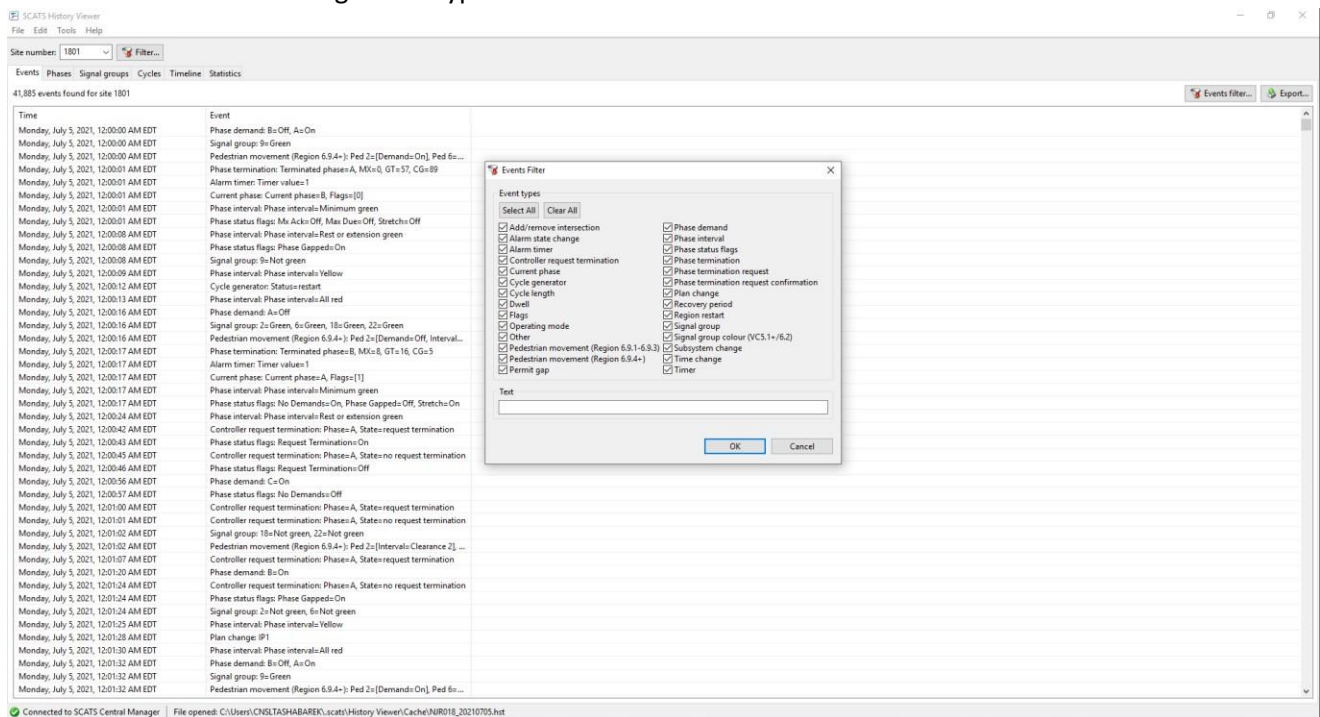 SCATS History Viewer
File Edit Tools Help
Site number: 1801 Filter...
Events Phases Signal groups Cycles Timeline Statistics
41,885 events found for site 1801
Events filter... Export...
Time Event
Monday, July 5, 2021, 12:00:00 AM EDT Phase demand: B=Off, A=On
Monday, July 5, 2021, 12:00:00 AM EDT Signal group: 9=Green
Monday, July 5, 2021, 12:00:00 AM EDT Pedestrian movement (Region 6.9.4+): Ped 2=[Demand=On], Ped 6=...
Monday, July 5, 2021, 12:00:01 AM EDT Phase termination: Terminated phase=A, MX=0, GT=57, CG=89
Monday, July 5, 2021, 12:00:01 AM EDT Alarm timer: Timer value=1
Monday, July 5, 2021, 12:00:01 AM EDT Current phase: Current phase=B, Flags=[0]
Monday, July 5, 2021, 12:00:01 AM EDT Phase interval: Phase interval=Minimum green
Monday, July 5, 2021, 12:00:01 AM EDT Phase status flags: Mx Ack=Off, Max Due=Off, Stretch=Off
Monday, July 5, 2021, 12:00:08 AM EDT Phase interval: Phase interval=Rest or extension green
Monday, July 5, 2021, 12:00:08 AM EDT Phase status flags: Phase Gapped=On
Monday, July 5, 2021, 12:00:08 AM EDT Signal group: 9=Not green
Monday, July 5, 2021, 12:00:09 AM EDT Phase interval: Phase interval=Yellow
Monday, July 5, 2021, 12:00:12 AM EDT Cycle generator: Status=restart
Monday, July 5, 2021, 12:00:13 AM EDT Phase interval: Phase interval=All red
Monday, July 5, 2021, 12:00:16 AM EDT Phase demand: A=Off
Monday, July 5, 2021, 12:00:16 AM EDT Signal group: 2=Green, 6=Green, 18=Green, 22=Green
Monday, July 5, 2021, 12:00:16 AM EDT Pedestrian movement (Region 6.9.4+): Ped 2=[Demand=Off, Interval...
Monday, July 5, 2021, 12:00:17 AM EDT Phase termination: Terminated phase=B, MX=8, GT=16, CG=5
Monday, July 5, 2021, 12:00:17 AM EDT Alarm timer: Timer value=1
Monday, July 5, 2021, 12:00:17 AM EDT Current phase: Current phase=A, Flags=[1]
Monday, July 5, 2021, 12:00:17 AM EDT Phase interval: Phase interval=Minimum green
Monday, July 5, 2021, 12:00:17 AM EDT Phase status flags: No Demands=On, Phase Gapped=Off, Stretch=On
Monday, July 5, 2021, 12:00:24 AM EDT Phase interval: Phase interval=Rest or extension green
Monday, July 5, 2021, 12:00:42 AM EDT Controller request termination: Phase=A, State=request termination
Monday, July 5, 2021, 12:00:43 AM EDT Phase status flags: Request Termination=On
Monday, July 5, 2021, 12:00:45 AM EDT Controller request termination: Phase=A, State=no request termination
Monday, July 5, 2021, 12:00:46 AM EDT Phase status flags: Request Termination=Off
Monday, July 5, 2021, 12:00:56 AM EDT Phase demand: C=On
Monday, July 5, 2021, 12:00:57 AM EDT Phase status flags: No Demands=Off
Monday, July 5, 2021, 12:01:00 AM EDT Controller request termination: Phase=A, State=request termination
Monday, July 5, 2021, 12:01:01 AM EDT Controller request termination: Phase=A, State=no request termination
Monday, July 5, 2021, 12:01:02 AM EDT Signal group: 18=Not green, 22=Not green
Monday, July 5, 2021, 12:01:02 AM EDT Pedestrian movement (Region 6.9.4+): Ped 2=[Interval=Clearance 2], ...
Monday, July 5, 2021, 12:01:07 AM EDT Controller request termination: Phase=A, State=request termination
Monday, July 5, 2021, 12:01:20 AM EDT Phase demand: B=On
Monday, July 5, 2021, 12:01:24 AM EDT Controller request termination: Phase=A, State=no request termination
Monday, July 5, 2021, 12:01:24 AM EDT Phase status flags: Phase Gapped=On
Monday, July 5, 2021, 12:01:24 AM EDT Signal group: 2=Not green, 6=Not green
Monday, July 5, 2021, 12:01:25 AM EDT Phase interval: Phase interval=Yellow
Monday, July 5, 2021, 12:01:28 AM EDT Plan change: IP1
Monday, July 5, 2021, 12:01:30 AM EDT Phase interval: Phase interval=All red
Monday, July 5, 2021, 12:01:32 AM EDT Phase demand: B=Off, A=On
Monday, July 5, 2021, 12:01:32 AM EDT Signal group: 9=Green
Monday, July 5, 2021, 12:01:32 AM EDT Pedestrian movement (Region 6.9.4+): Ped 2=[Demand=On], Ped 6=...
Events Filter
Event types
Select All Clear All
Add/remove intersection Phase demand
Alarm state change Phase interval
Alarm timer Phase status flags
Controller request termination Phase termination
Current phase Phase termination request
Cycle generator Phase termination request confirmation
Cycle length Plan change
Dwell Recovery period
Flags Region restart
Operating mode Signal group
Other Signal group colour (VC5.1+/6.2)
Pedestrian movement (Region 6.9.1-6.9.3) Subsystem change
Pedestrian movement (Region 6.9.4+) Time change
Permit gap Timer
Text
OK Cancel
Connected to SCATS Central Manager File opened: C:\Users\CNSLTASHABAREK\.scats\History Viewer\Cache\NJR018_20210705.hst